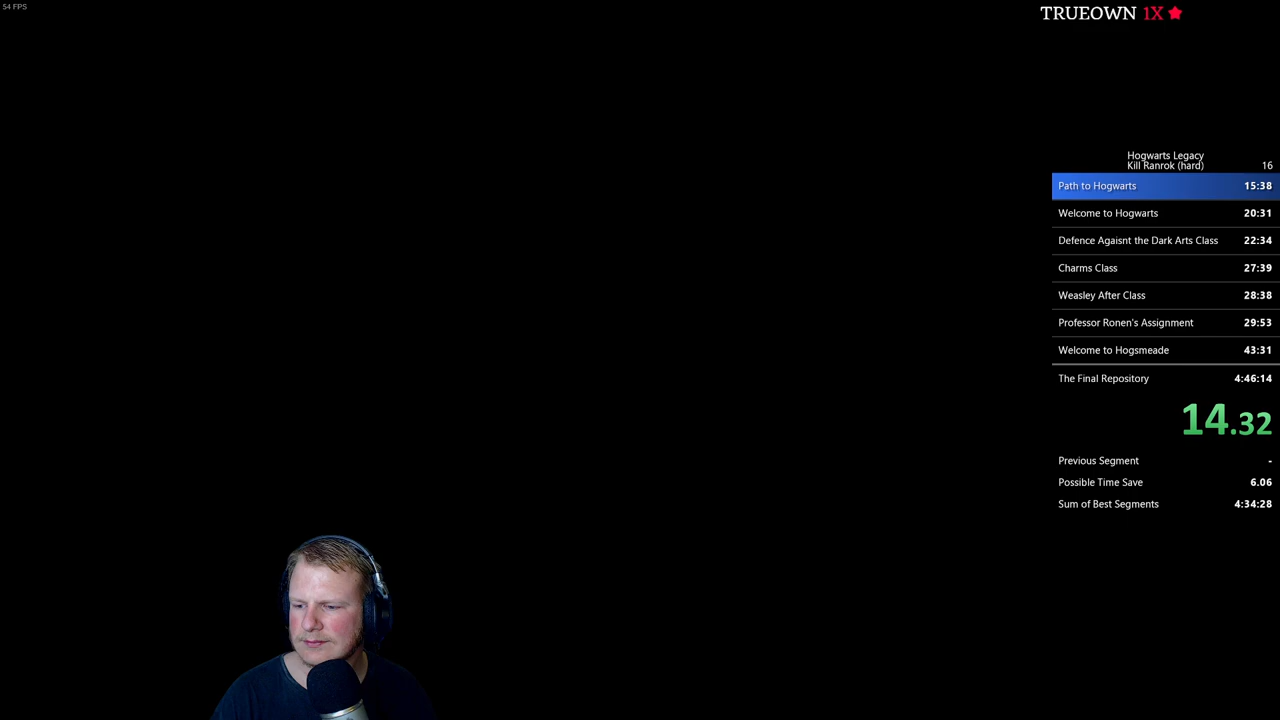 54 FPS
TRUEOWN 1X
Hogwarts Legacy
Kill Ranrok (hard) 16
Path to Hogwarts 15:38
Welcome to Hogwarts 20:31
Defence Agaisnt the Dark Arts Class 22:34
Charms Class 27:39
Weasley After Class 28:38
Professor Ronen's Assignment 29:53
Welcome to Hogsmeade 43:31
The Final Repository 4:46:14
14.32
Previous Segment -
Possible Time Save 6.06
Sum of Best Segments 4:34:28